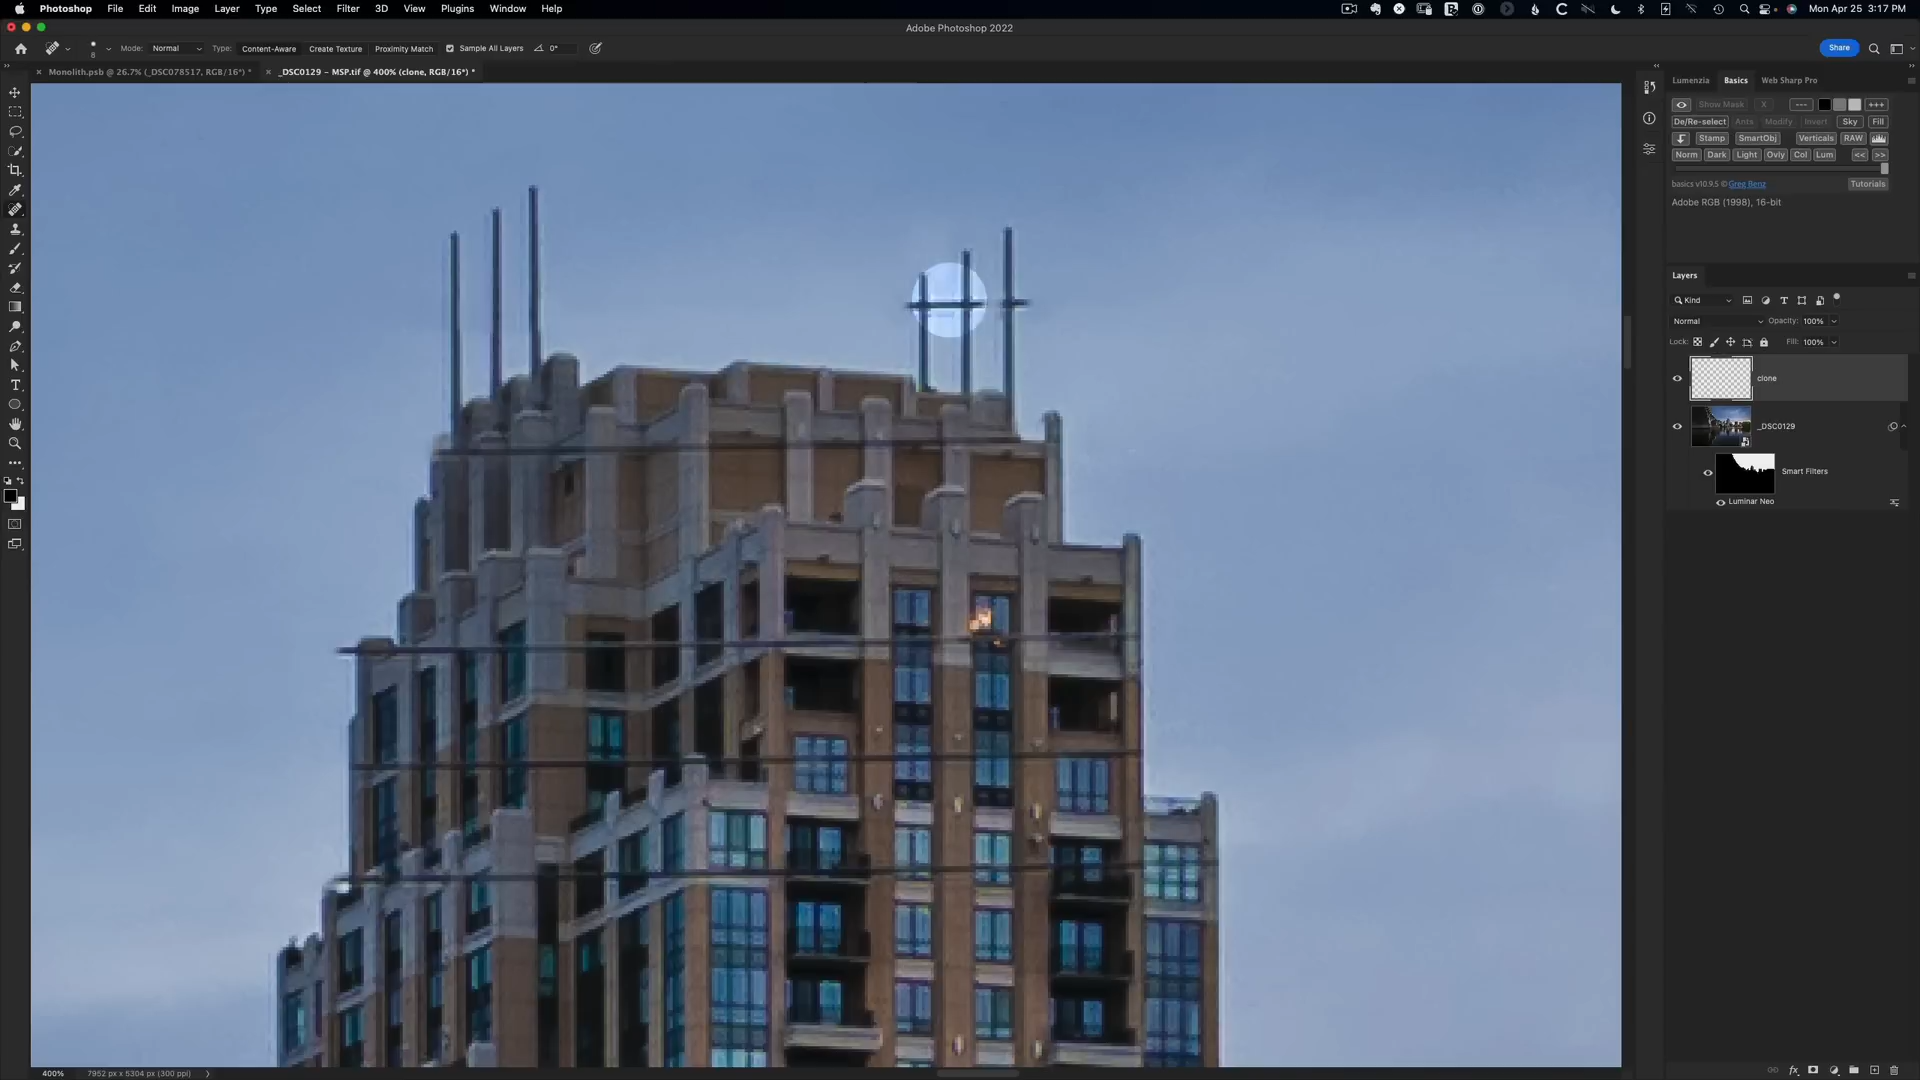 Photoshop File Edit Image Layer Type Select Filter 3D View Plugins Window Help Mon Apr 25 3:17 PM
Adobe Photoshop 2022
Mode: Normal Type: Content-Aware Create Texture Proximity Match Sample All Layers 0° Share
8
Monolith.psb @ 26.7% (_DSC078517, RGB/16*) * _DSC0129 – MSP.tif @ 400% (clone, RGB/16*) *
Lumenzia Basics Web Sharp Pro
Show Mask X --- +++
De/Re-select Ants Modify Invert Sky Fill
Stamp SmartObj Verticals RAW
Norm Dark Light Ovly Col Lum << >>
basics v10.9.5 © Greg Benz Tutorials
Adobe RGB (1998), 16-bit
Layers
Kind
Normal Opacity: 100%
Lock: Fill: 100%
clone
_DSC0129
Smart Filters
Luminar Neo
400% 7952 px x 5304 px (300 ppi)